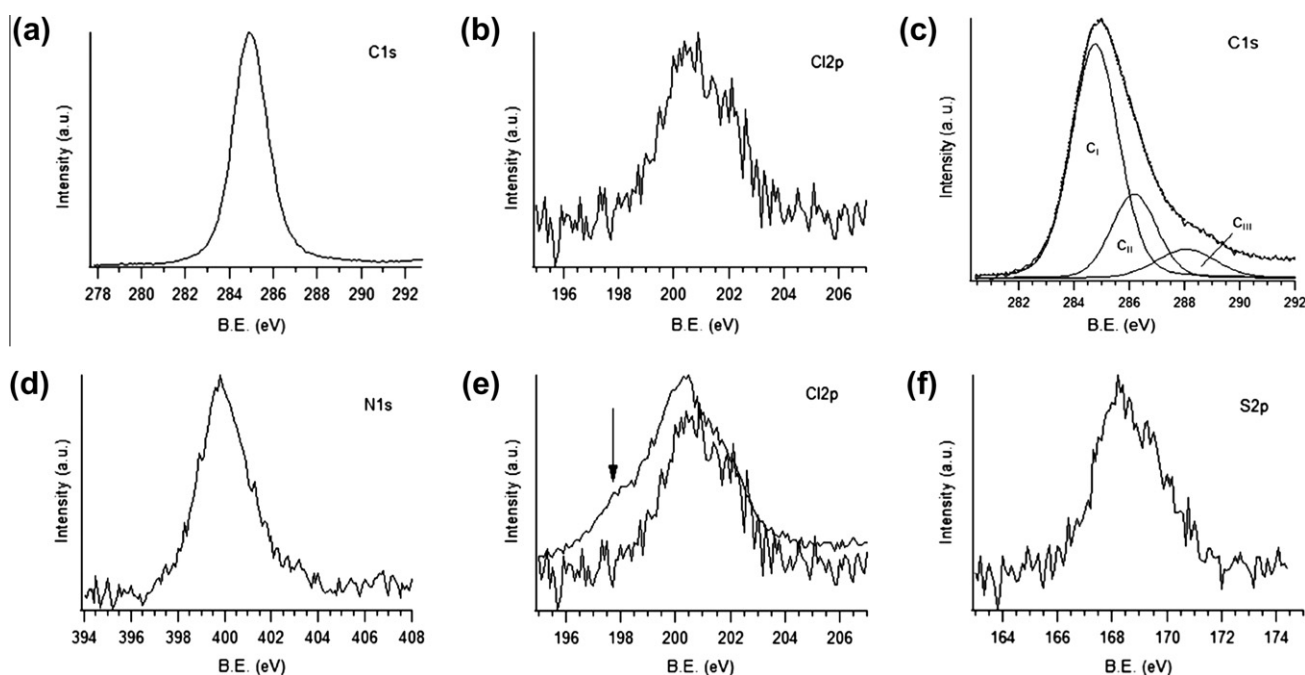 (a)
C1s
Intensity (a.u.)
278 280 282 284 286 288 290 292
B.E. (eV)
(b)
Cl2p
Intensity (a.u.)
196 198 200 202 204 206
B.E. (eV)
(c)
C1s
Intensity (a. u.)
CI
CII
CIII
282 284 286 288 290 292
B.E. (eV)
(d)
N1s
Intensity (a.u.)
394 396 398 400 402 404 406 408
B.E. (eV)
(e)
Cl2p
Intensity (a.u.)
196 198 200 202 204 206
B.E. (eV)
(f)
S2p
Intensity (a.u.)
164 166 168 170 172 174
B.E. (eV)